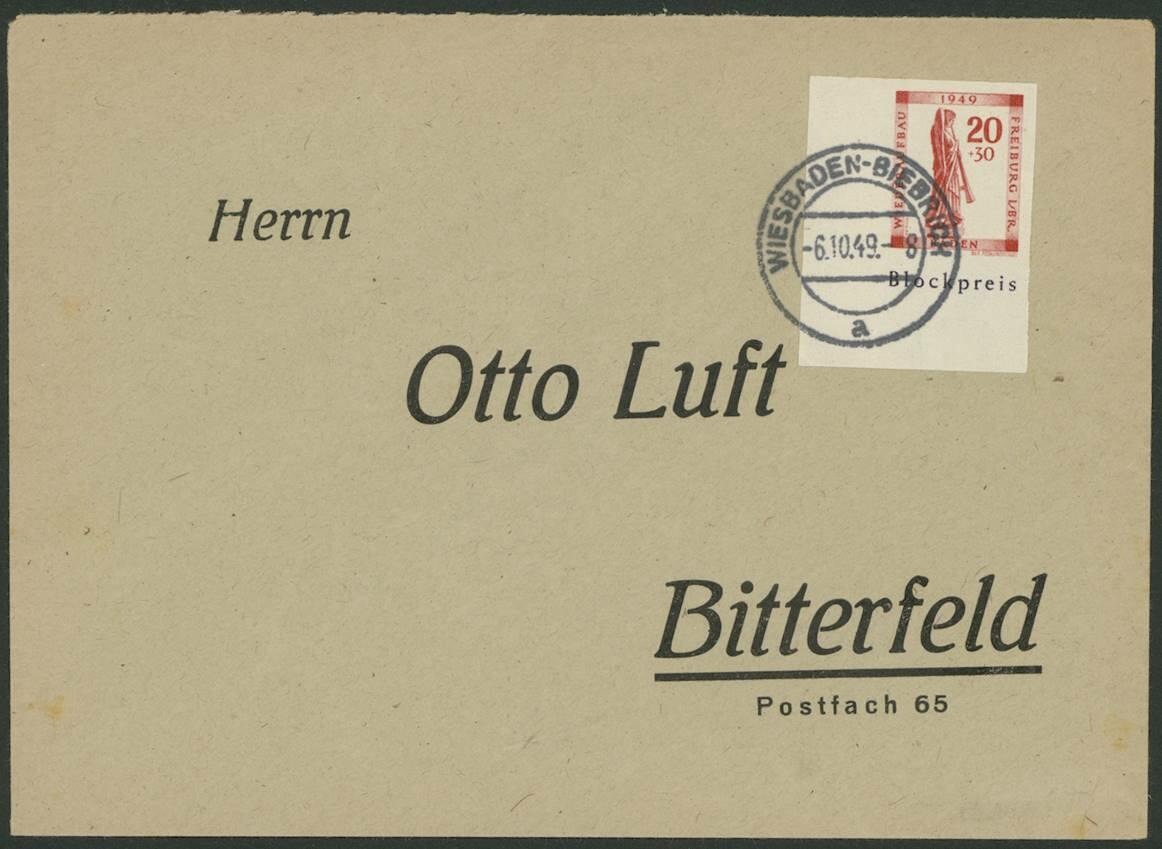 1949
WIEDERAUFBAU
FREIBURG I/BR.
20
+30
BADEN
Blockpreis
WIESBADEN-BIEBRICH
-6.10.49.- 8
a
Herrn
Otto Luft
Bitterfeld
Postfach 65